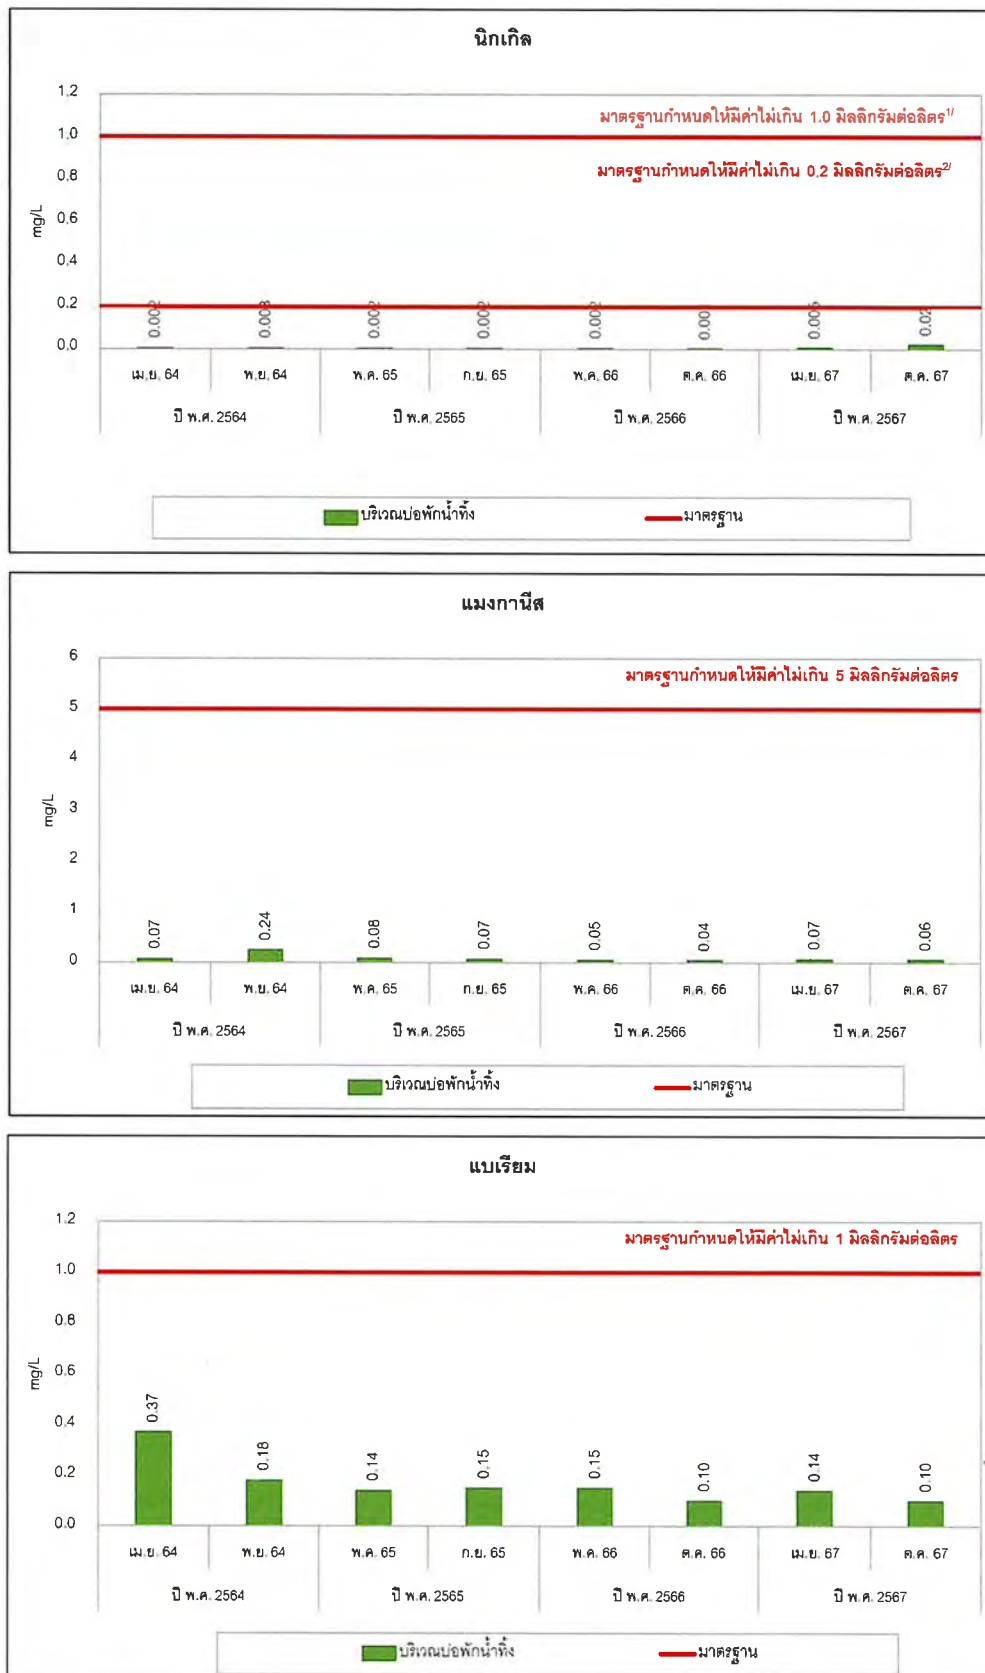 นิกเกิล
1.2
มาตรฐานกำหนดให้มีค่าไม่เกิน 1.0 มิลลิกรัมต่อลิตร1/
1.0
มาตรฐานกำหนดให้มีค่าไม่เกิน 0.2 มิลลิกรัมต่อลิตร2/
0.8
mg/L
0.6
0.4
0.2
0.002 0.003 0.002 0.002 0.002 0.02
0.0
เม.ย. 64 พ.ย. 64 พ.ค. 65 ก.ย. 65 พ.ค. 66 ต.ค. 66 เม.ย. 67 ต.ค. 67
ปี พ.ศ. 2564 ปี พ.ศ. 2565 ปี พ.ศ. 2566 ปี พ.ศ. 2567
บริเวณบ่อพักน้ำทิ้ง มาตรฐาน
แมงกานีส
6
มาตรฐานกำหนดให้มีค่าไม่เกิน 5 มิลลิกรัมต่อลิตร
5
4
mg/L
3
2
1
0.07 0.24 0.08 0.07 0.05 0.04 0.07 0.06
0
เม.ย. 64 พ.ย. 64 พ.ค. 65 ก.ย. 65 พ.ค. 66 ต.ค. 66 เม.ย. 67 ต.ค. 67
ปี พ.ศ. 2564 ปี พ.ศ. 2565 ปี พ.ศ. 2566 ปี พ.ศ. 2567
บริเวณบ่อพักน้ำทิ้ง มาตรฐาน
แบเรียม
1.2
มาตรฐานกำหนดให้มีค่าไม่เกิน 1 มิลลิกรัมต่อลิตร
1.0
0.8
mg/L
0.6
0.4
0.37 0.18 0.14 0.15 0.15 0.10 0.14 0.10
0.2
0.0
เม.ย. 64 พ.ย. 64 พ.ค. 65 ก.ย. 65 พ.ค. 66 ต.ค. 66 เม.ย. 67 ต.ค. 67
ปี พ.ศ. 2564 ปี พ.ศ. 2565 ปี พ.ศ. 2566 ปี พ.ศ. 2567
บริเวณบ่อพักน้ำทิ้ง มาตรฐาน